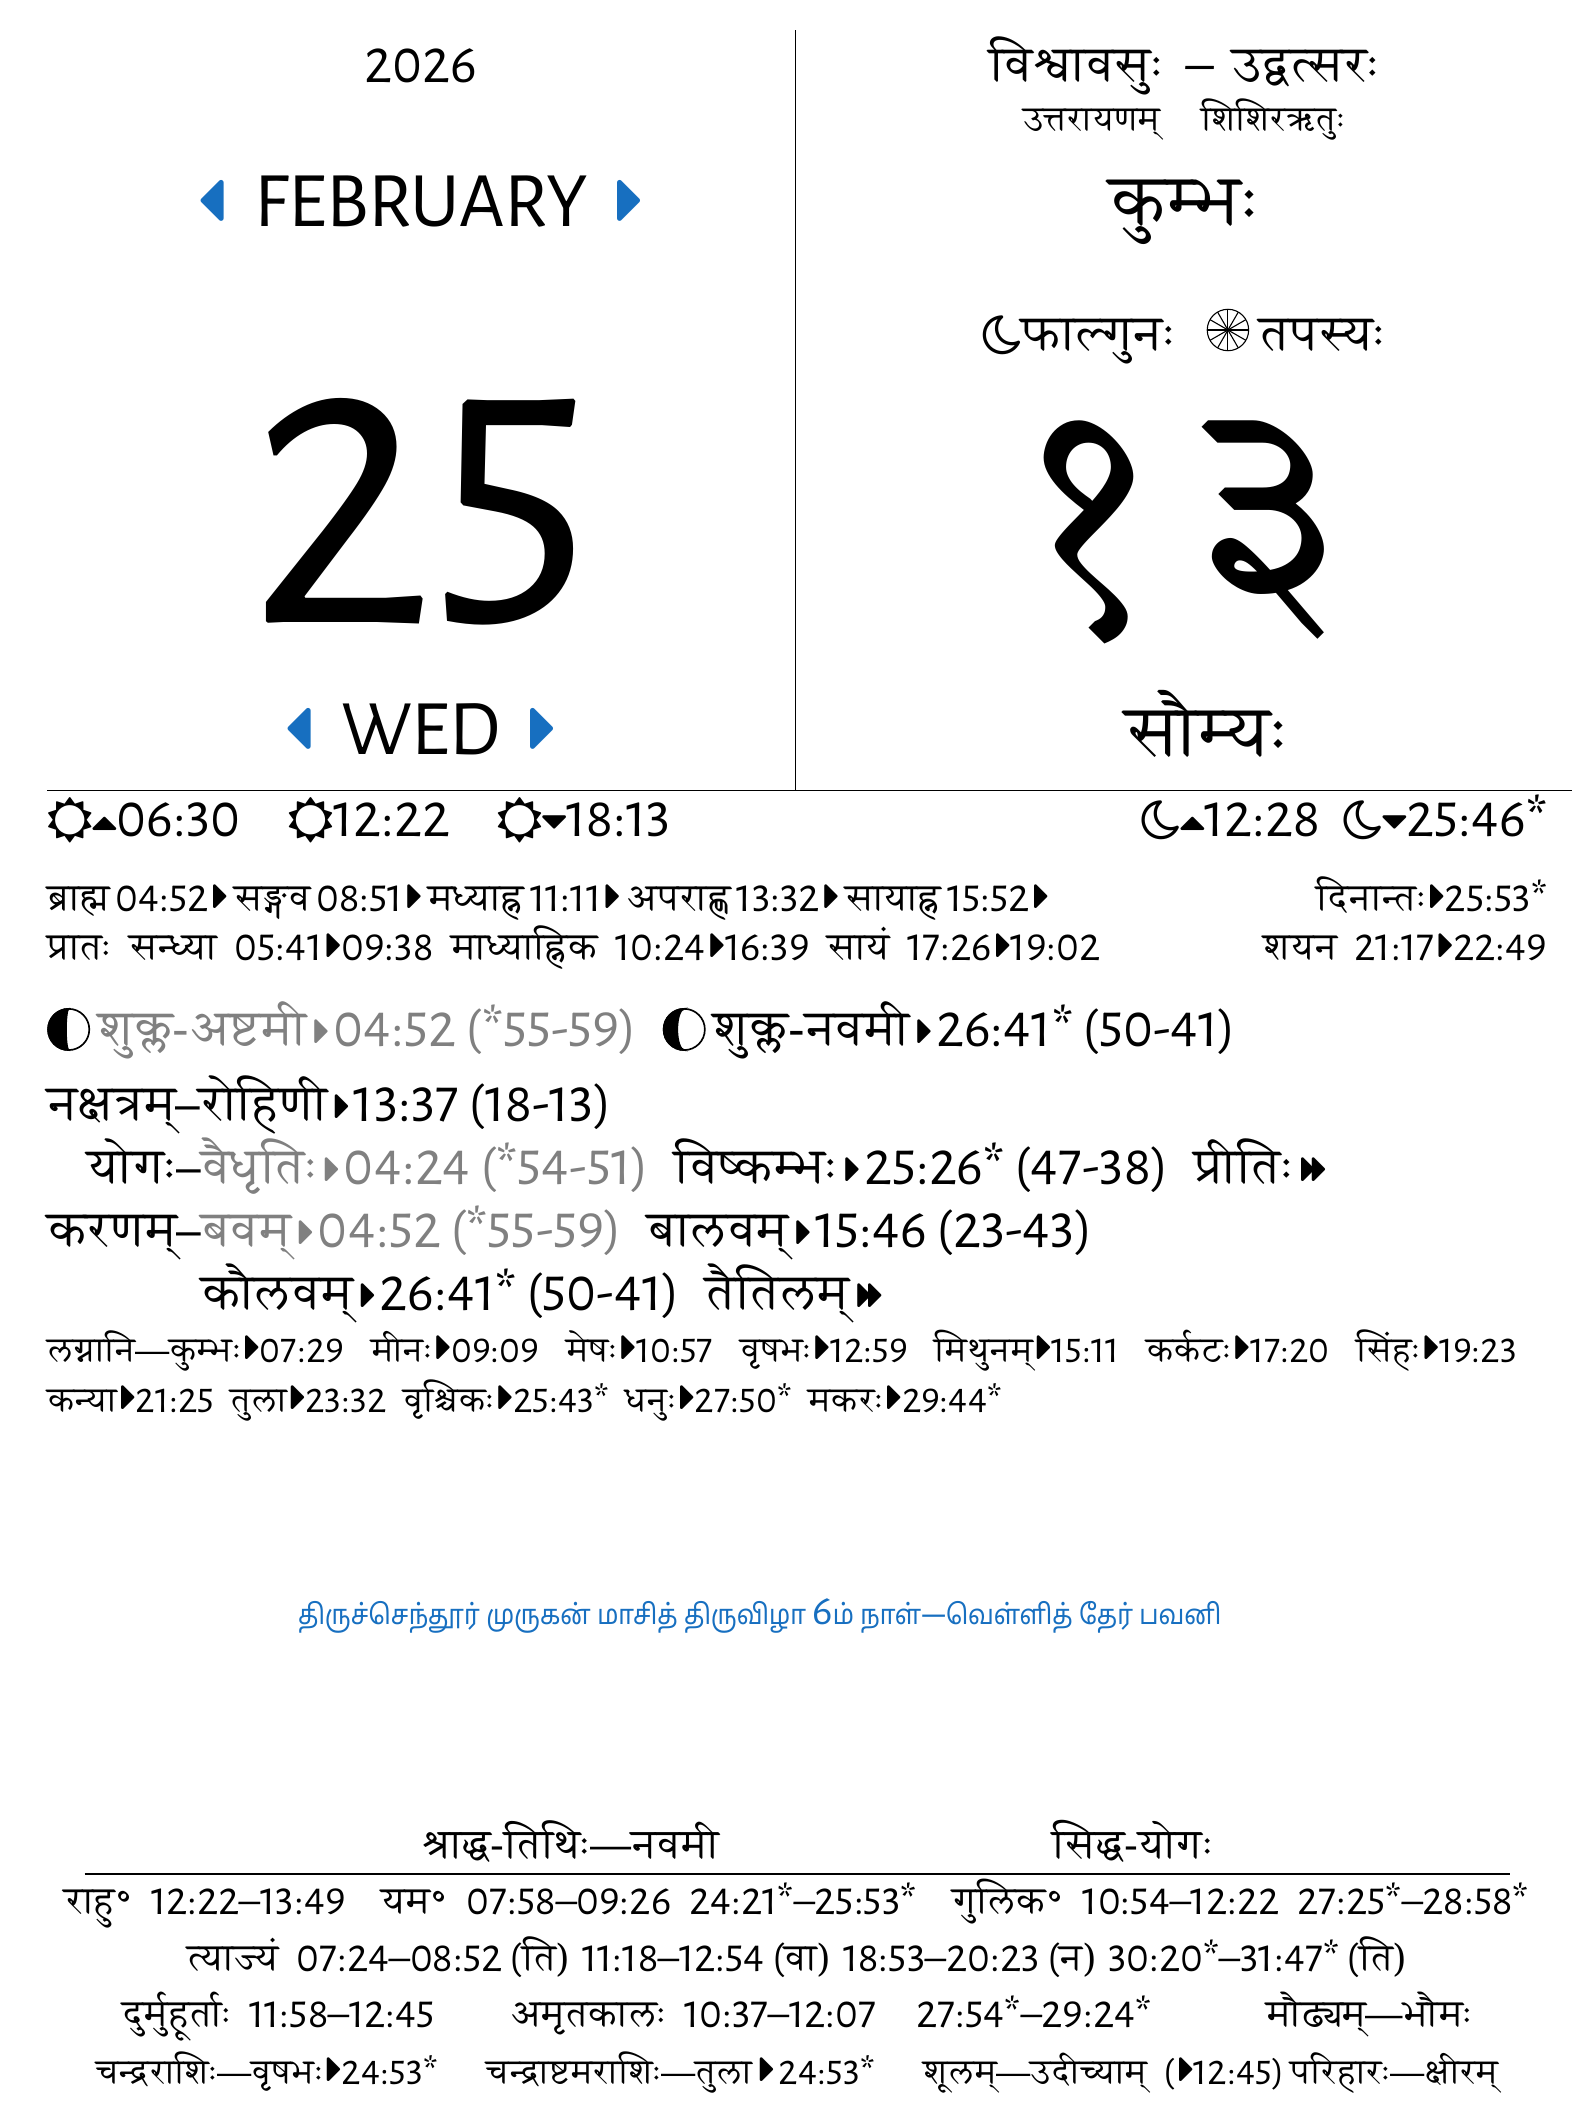 2026
FEBRUARY
25
WED
विश्वावसुः – उद्वत्सरः
उत्तरायणम् शिशिरऋतुः
कुम्भः
फाल्गुनः तपस्यः
१३
सौम्यः
06:30 12:22 18:13 12:28 25:46*
ब्राह्म 04:52 सङ्गव 08:51 मध्याह्न 11:11 अपराह्ण 13:32 सायाह्न 15:52 दिनान्तः 25:53*
प्रातः सन्ध्या 05:41 09:38 माध्याह्निक 10:24 16:39 सायं 17:26 19:02 शयन 21:17 22:49
शुक्ल-अष्टमी 04:52 (*55-59) शुक्ल-नवमी 26:41* (50-41)
नक्षत्रम्–रोहिणी 13:37 (18-13)
योगः–वैधृतिः 04:24 (*54-51) विष्कम्भः 25:26* (47-38) प्रीतिः
करणम्–बवम् 04:52 (*55-59) बालवम् 15:46 (23-43)
कौलवम् 26:41* (50-41) तैतिलम्
लग्नानि—कुम्भः 07:29 मीनः 09:09 मेषः 10:57 वृषभः 12:59 मिथुनम् 15:11 कर्कटः 17:20 सिंहः 19:23
कन्या 21:25 तुला 23:32 वृश्चिकः 25:43* धनुः 27:50* मकरः 29:44*
திருச்செந்தூர் முருகன் மாசித் திருவிழா 6ம் நாள்—வெள்ளித் தேர் பவனி
श्राद्ध-तिथिः—नवमी सिद्ध-योगः
राहु॰ 12:22–13:49 यम॰ 07:58–09:26 24:21*–25:53* गुलिक॰ 10:54–12:22 27:25*–28:58*
त्याज्यं 07:24–08:52 (ति) 11:18–12:54 (वा) 18:53–20:23 (न) 30:20*–31:47* (ति)
दुर्मुहूर्ताः 11:58–12:45 अमृतकालः 10:37–12:07 27:54*–29:24* मौढ्यम्—भौमः
चन्द्रराशिः—वृषभः 24:53* चन्द्राष्टमराशिः—तुला 24:53* शूलम्—उदीच्याम् (12:45) परिहारः—क्षीरम्